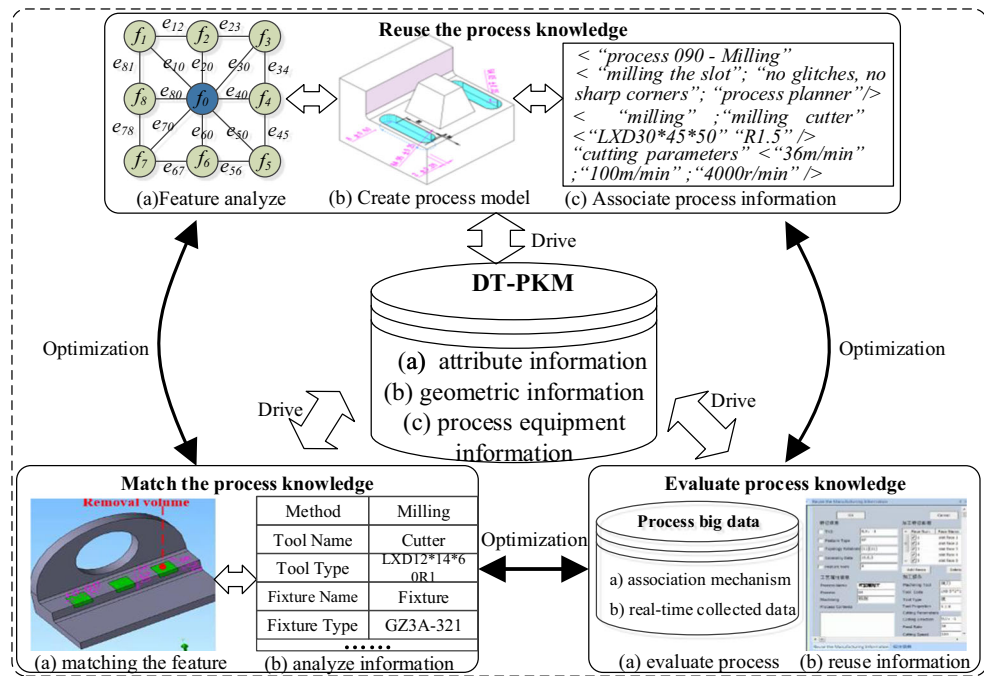 Reuse the process knowledge
e12 e23
f1 f2 f3
e81 e10 e20 e30 e34
f8 e80 f0 e40 f4
e78 e70 e60 e50 e45
f7 e67 f6 e56 f5
(a)Feature analyze
(b) Create process model
< “process 090 - Milling”
< “milling the slot”; “no glitches, no
sharp corners”; “process planner”/>
< “milling” ;“milling cutter”
<“LXD30*45*50” “R1.5” />
“cutting parameters” <“36m/min”
;“100m/min” ;“4000r/min” />
(c) Associate process information
Drive
DT-PKM
(a) attribute information
(b) geometric information
(c) process equipment
information
Optimization
Optimization
Drive
Drive
Match the process knowledge
Removal volume
(a) matching the feature
Method Milling
Tool Name Cutter
Tool Type LXD12*14*6
0R1
Fixture Name Fixture
Fixture Type GZ3A-321
······
(b) analyze information
Optimization
Evaluate process knowledge
Process big data
a) association mechanism
b) real-time collected data
(a) evaluate process
Reuse the Manufacturing Information
(b) reuse information